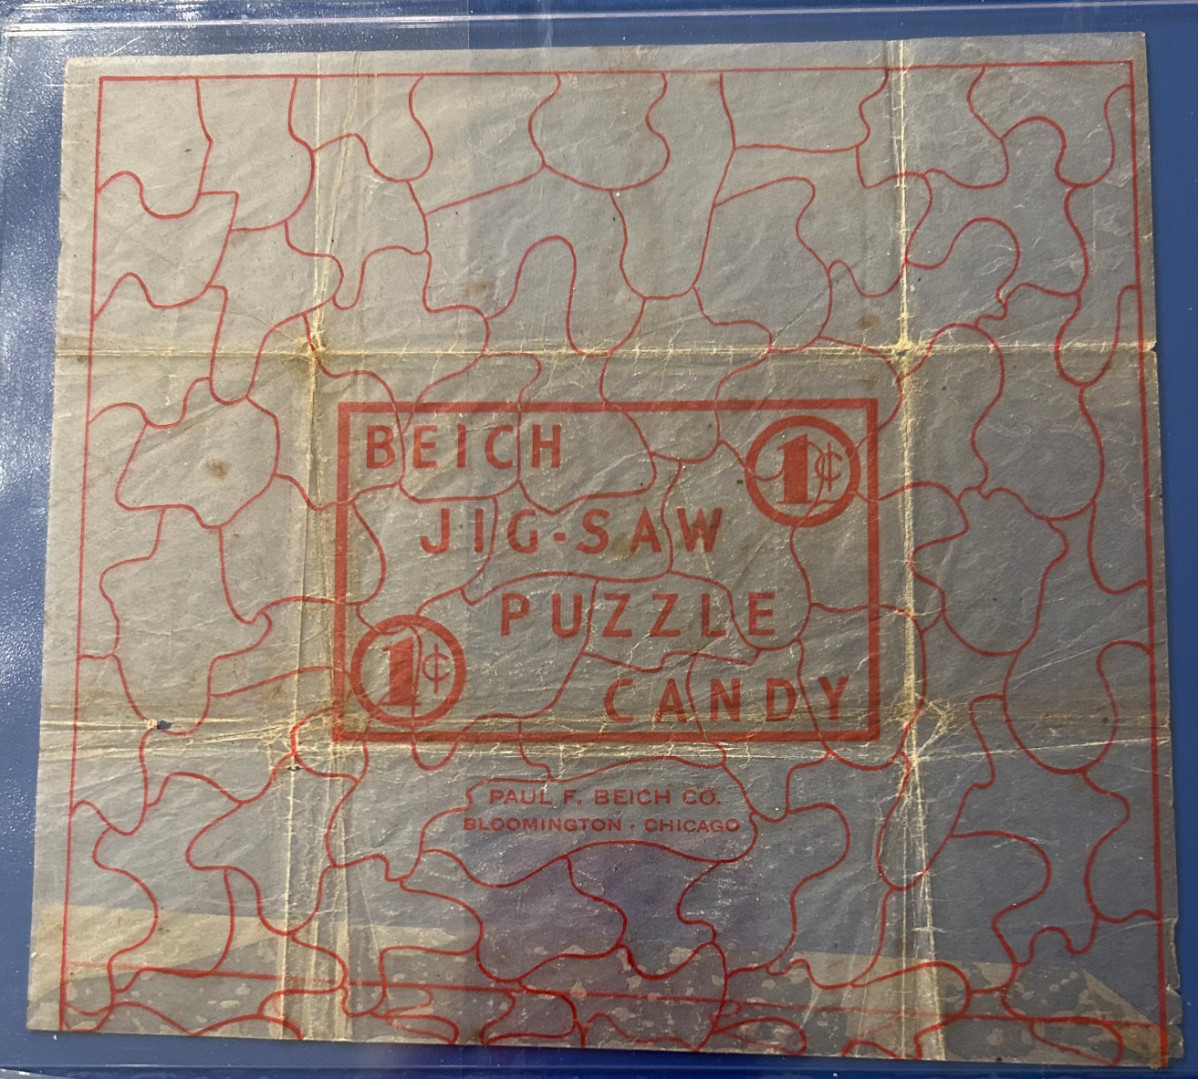 BEICH 1¢
JIG-SAW
PUZZLE
1¢ CANDY
PAUL F. BEICH CO.
BLOOMINGTON - CHICAGO